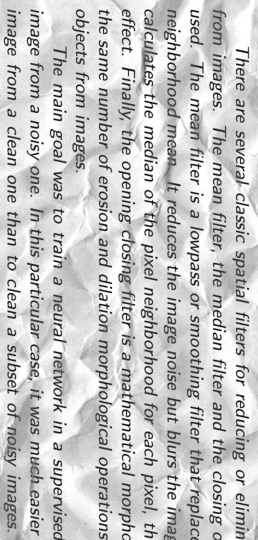 There are several classic spatial filters for reducing or elimin
from images. The mean filter, the median filter and the closing o
used. The mean filter is a lowpass or smoothing filter that replace
neighborhood mean. It reduces the image noise but blurs the imag
calculates the median of the pixel neighborhood for each pixel, th
effect. Finally, the opening closing filter is a mathematical morpho
the same number of erosion and dilation morphological operations
objects from images.
The main goal was to train a neural network in a supervised
image from a noisy one. In this particular case, it was much easier
image from a clean one than to clean a subset of noisy images.